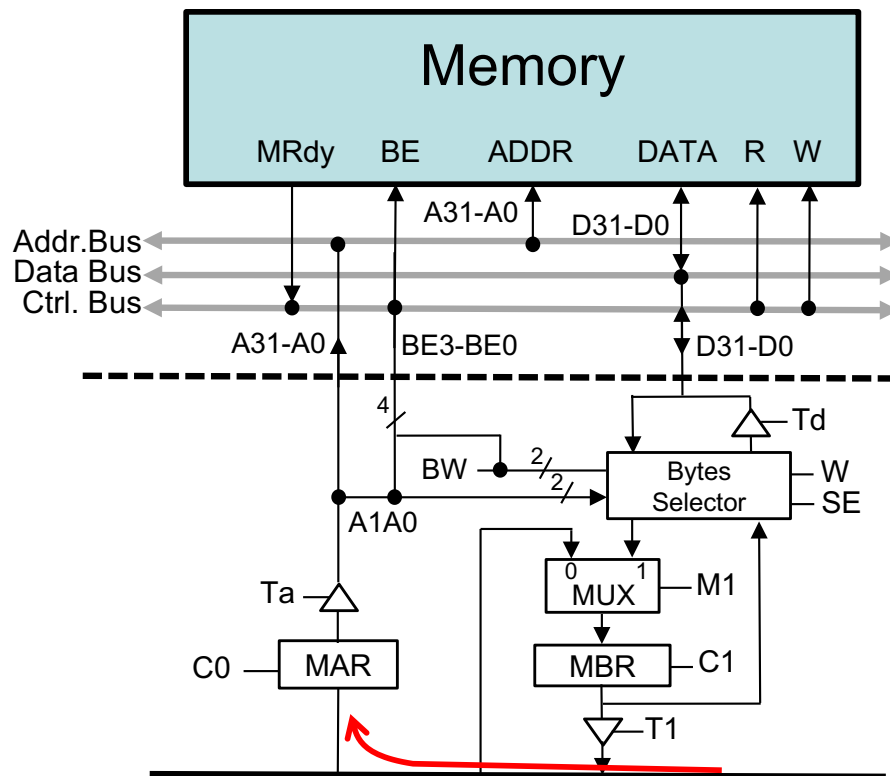 Memory
MRdy BE ADDR DATA R W
A31-A0 D31-D0
Addr.Bus
Data Bus
Ctrl. Bus
A31-A0 BE3-BE0 D31-D0
4
Td
BW 2 Bytes W
2 Selector SE
A1A0
0 1
MUX M1
Ta
C0 MAR MBR C1
T1